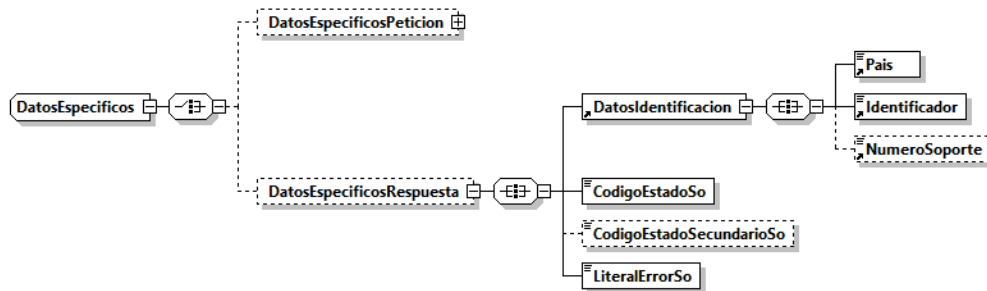 DatosEspecificosPeticion
DatosEspecificos
DatosEspecificosRespuesta
DatosIdentificacion
Pais
Identificador
NumeroSoporte
CodigoEstadoSo
CodigoEstadoSecundarioSo
LiteralErrorSo